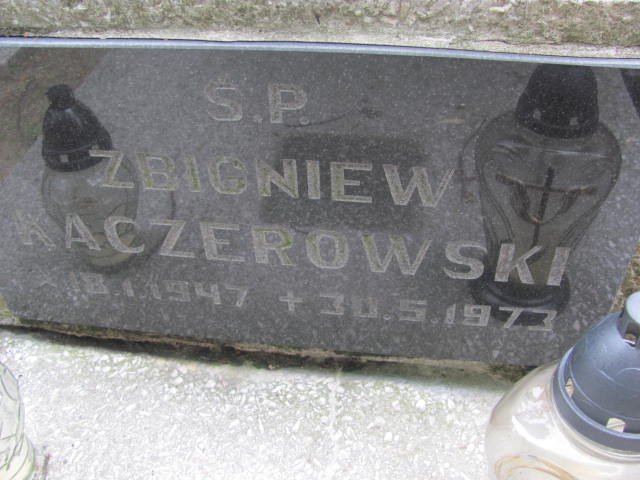 Ś.P.
ZBIGNIEW
KACZEROWSKI
* 18.1.1947 + 30.5.1973